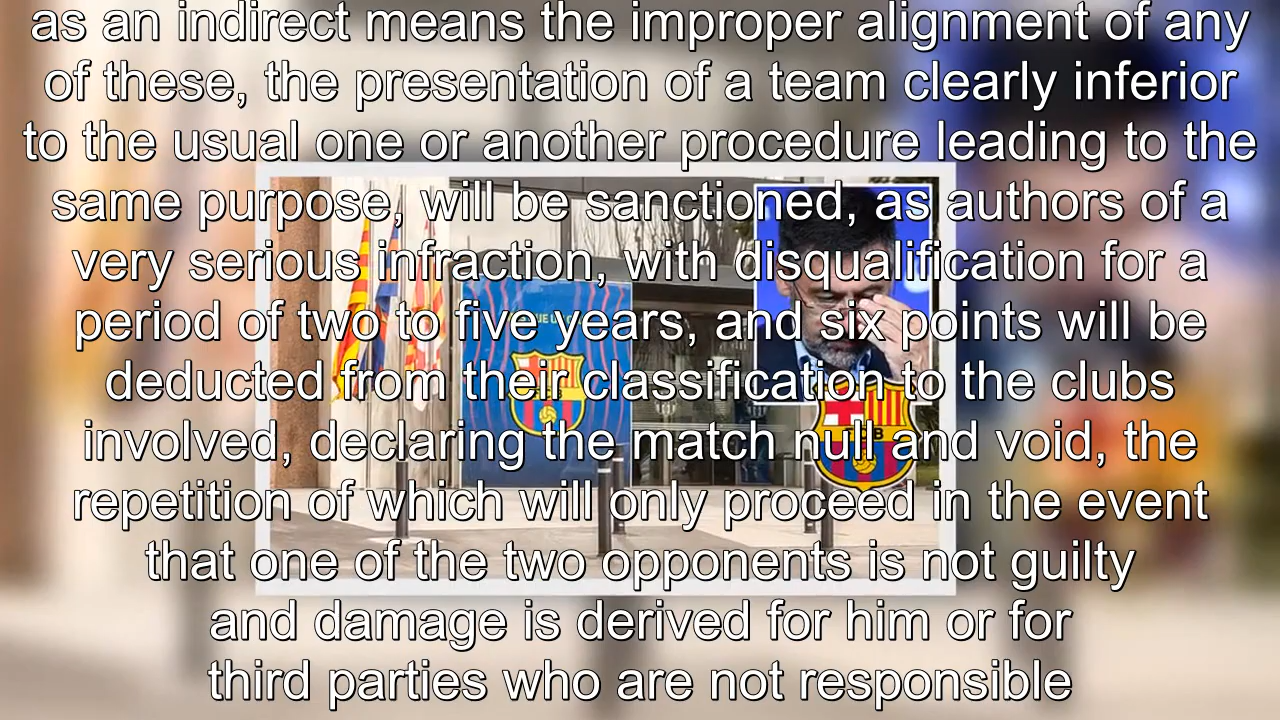 as an indirect means the improper alignment of any
of these, the presentation of a team clearly inferior
to the usual one or another procedure leading to the
same purpose, will be sanctioned, as authors of a
very serious infraction, with disqualification for a
period of two to five years, and six points will be
deducted from their classification to the clubs
involved, declaring the match null and void, the
repetition of which will only proceed in the event
that one of the two opponents is not guilty
and damage is derived for him or for
third parties who are not responsible